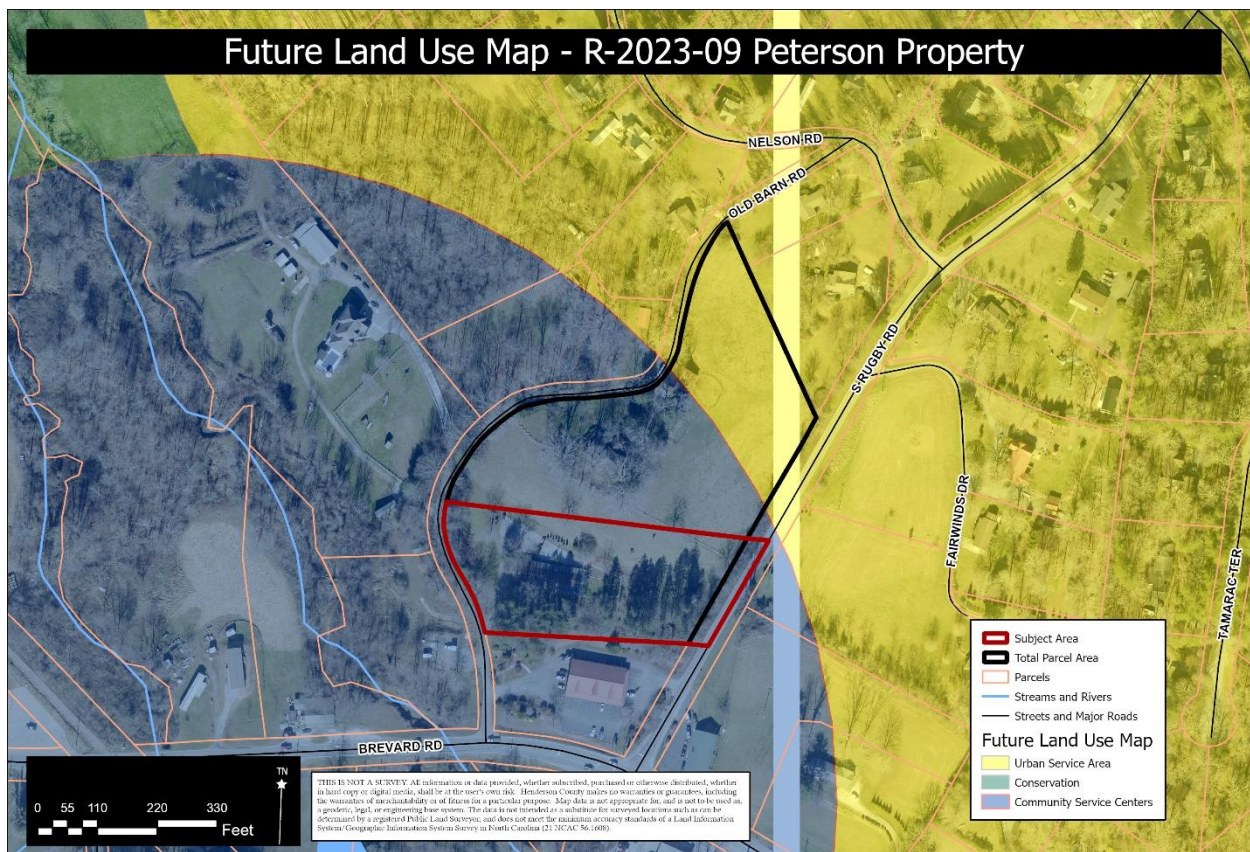 Future Land Use Map - R-2023-09 Peterson Property
NELSON RD
OLD BARN RD
S RUGBY RD
FAIRWINDS DR
TAMARAC TER
BREVARD RD
Subject Area
Total Parcel Area
Parcels
Streams and Rivers
Streets and Major Roads
Future Land Use Map
Urban Service Area
Conservation
Community Service Centers
TN
0 55 110 220 330
Feet
THIS IS NOT A SURVEY. All information or data provided, whether subscribed, purchased or otherwise distributed, whether
in hard copy or digital media, shall be at the user's own risk. Henderson County makes no warranties or guarantees, including
the warranties of merchantability or of fitness for a particular purpose. Map data is not appropriate for, and is not to be used as,
a geodetic, legal, or engineering base system. The data is not intended as a substitute for surveyed locations such as can be
determined by a registered Public Land Surveyor, and does not meet the minimum accuracy standards of a Land Information
System/Geographic Information System Survey in North Carolina (21 NCAC 56.1608).